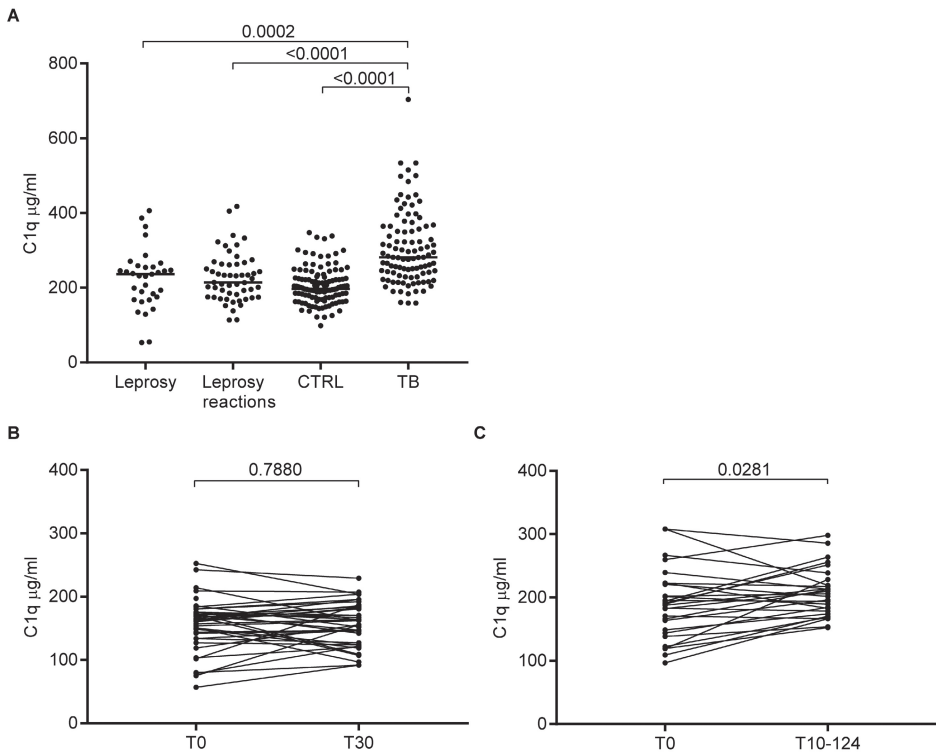 A
0.0002
<0.0001
<0.0001
800
600
400
200
0
C1q µg/ml
Leprosy
Leprosy reactions
CTRL
TB
B
400
300
200
100
0
C1q µg/ml
0.7880
T0
T30
C
400
300
200
100
0
C1q µg/ml
0.0281
T0
T10-124